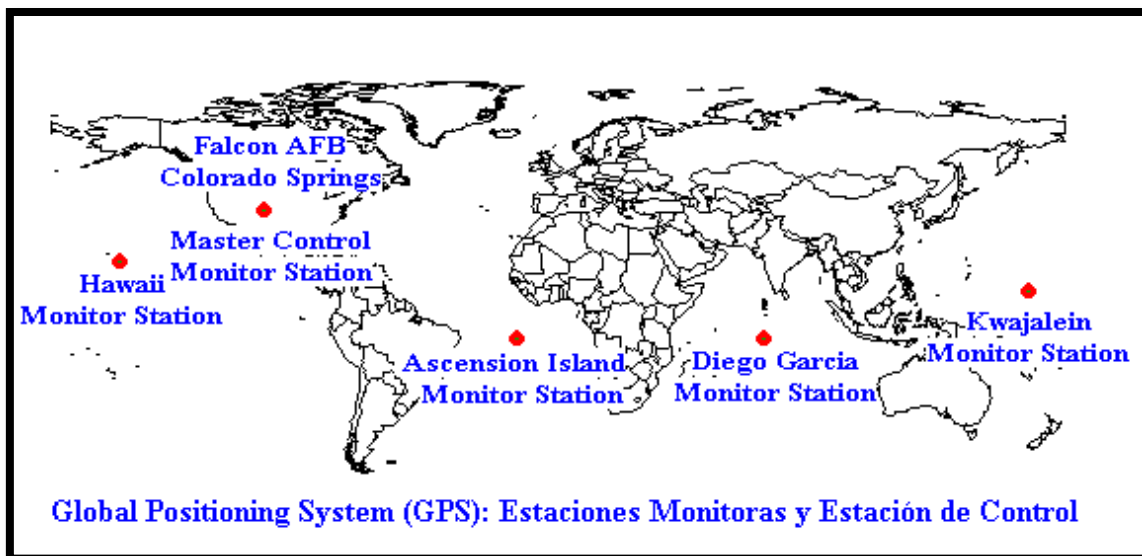 Falcon AFB
Colorado Springs
Master Control
Monitor Station
Hawaii
Monitor Station
Ascension Island
Monitor Station
Diego Garcia
Monitor Station
Kwajalein
Monitor Station
Global Positioning System (GPS): Estaciones Monitoras y Estación de Control